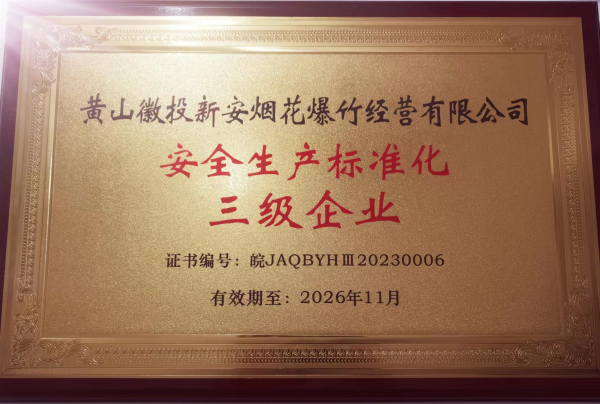 黄山徽投新安烟花爆竹经营有限公司
安全生产标准化
三级企业
证书编号：皖JAQBYHⅢ20230006
有效期至：2026年11月